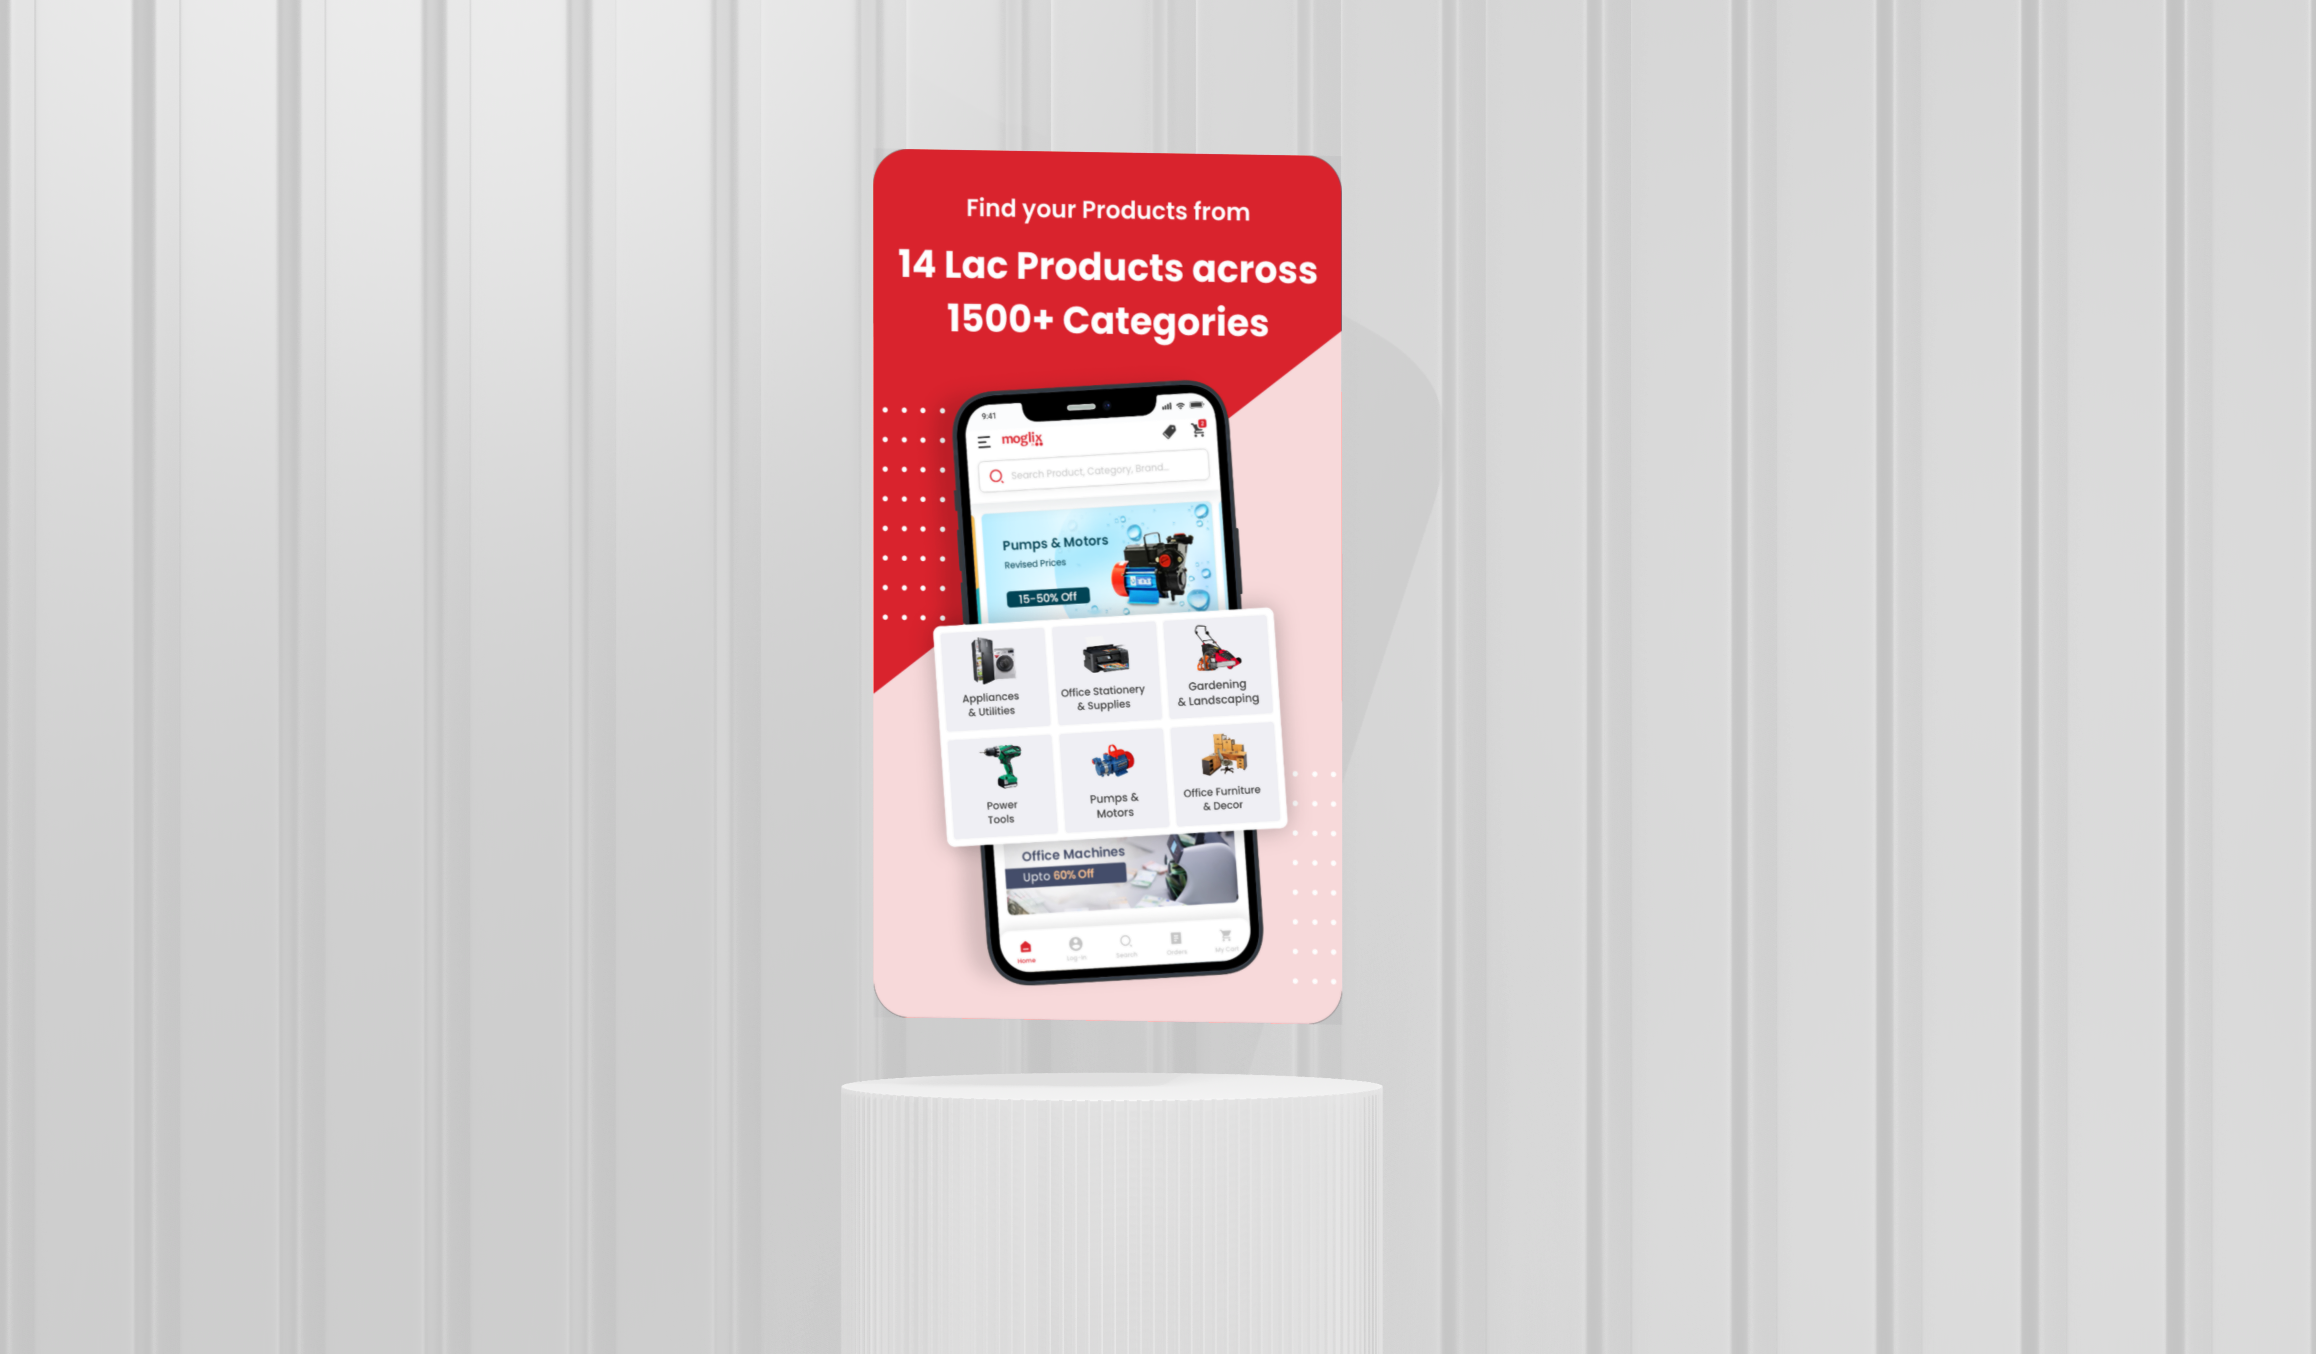 Find your Products from
14 Lac Products across
1500+ Categories
9:41
moglix
Search Product, Category, Brand...
Pumps & Motors
Revised Prices
15-50% Off
Appliances
& Utilities
Office Stationery
& Supplies
Gardening
& Landscaping
Power
Tools
Pumps &
Motors
Office Furniture
& Decor
Office Machines
Upto 60% Off
Home
Log-In
Search
Orders
My Cart